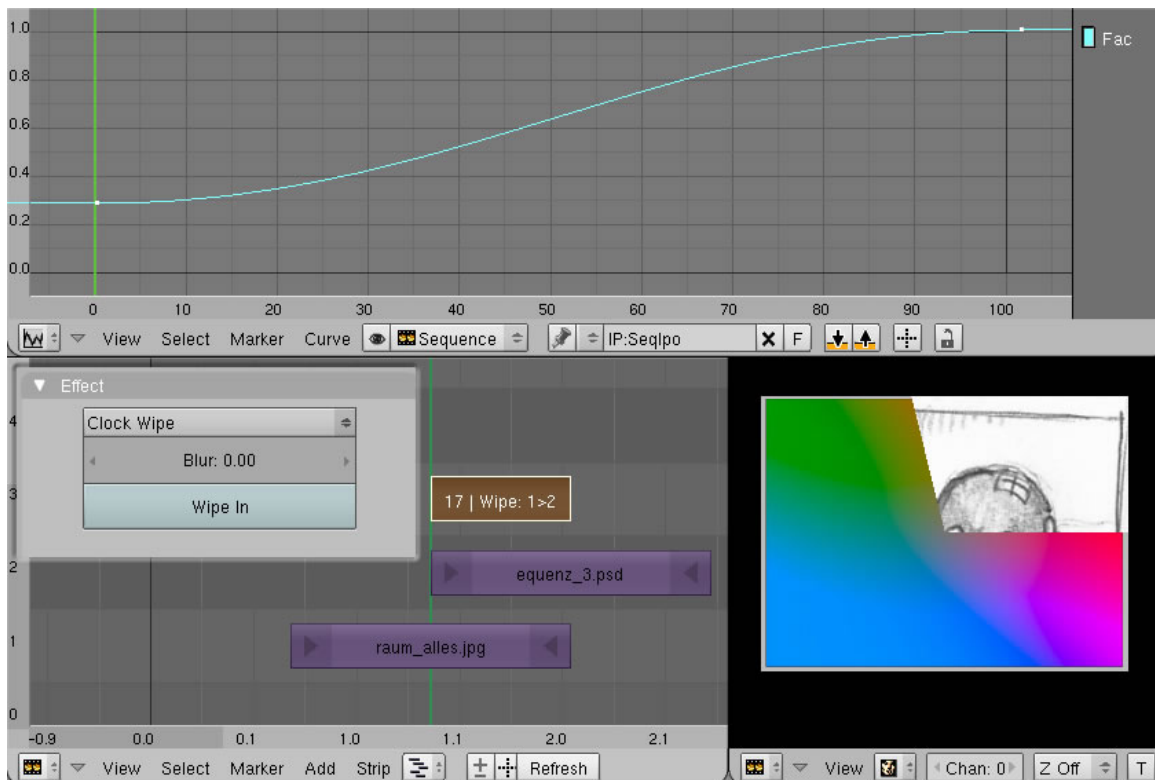 1.0
Fac
0.8
0.6
0.4
0.2
0.0
0 10 20 30 40 50 60 70 80 90 100
View Select Marker Curve Sequence IP:SeqIpo X F
Effect
Clock Wipe
Blur: 0.00
Wipe In
4
3
17 | Wipe: 1>2
2
equenz_3.psd
1
raum_alles.jpg
0
-0.9 0.0 0.1 1.0 1.1 2.0 2.1
View Select Marker Add Strip Refresh
View Chan: 0 Z Off T